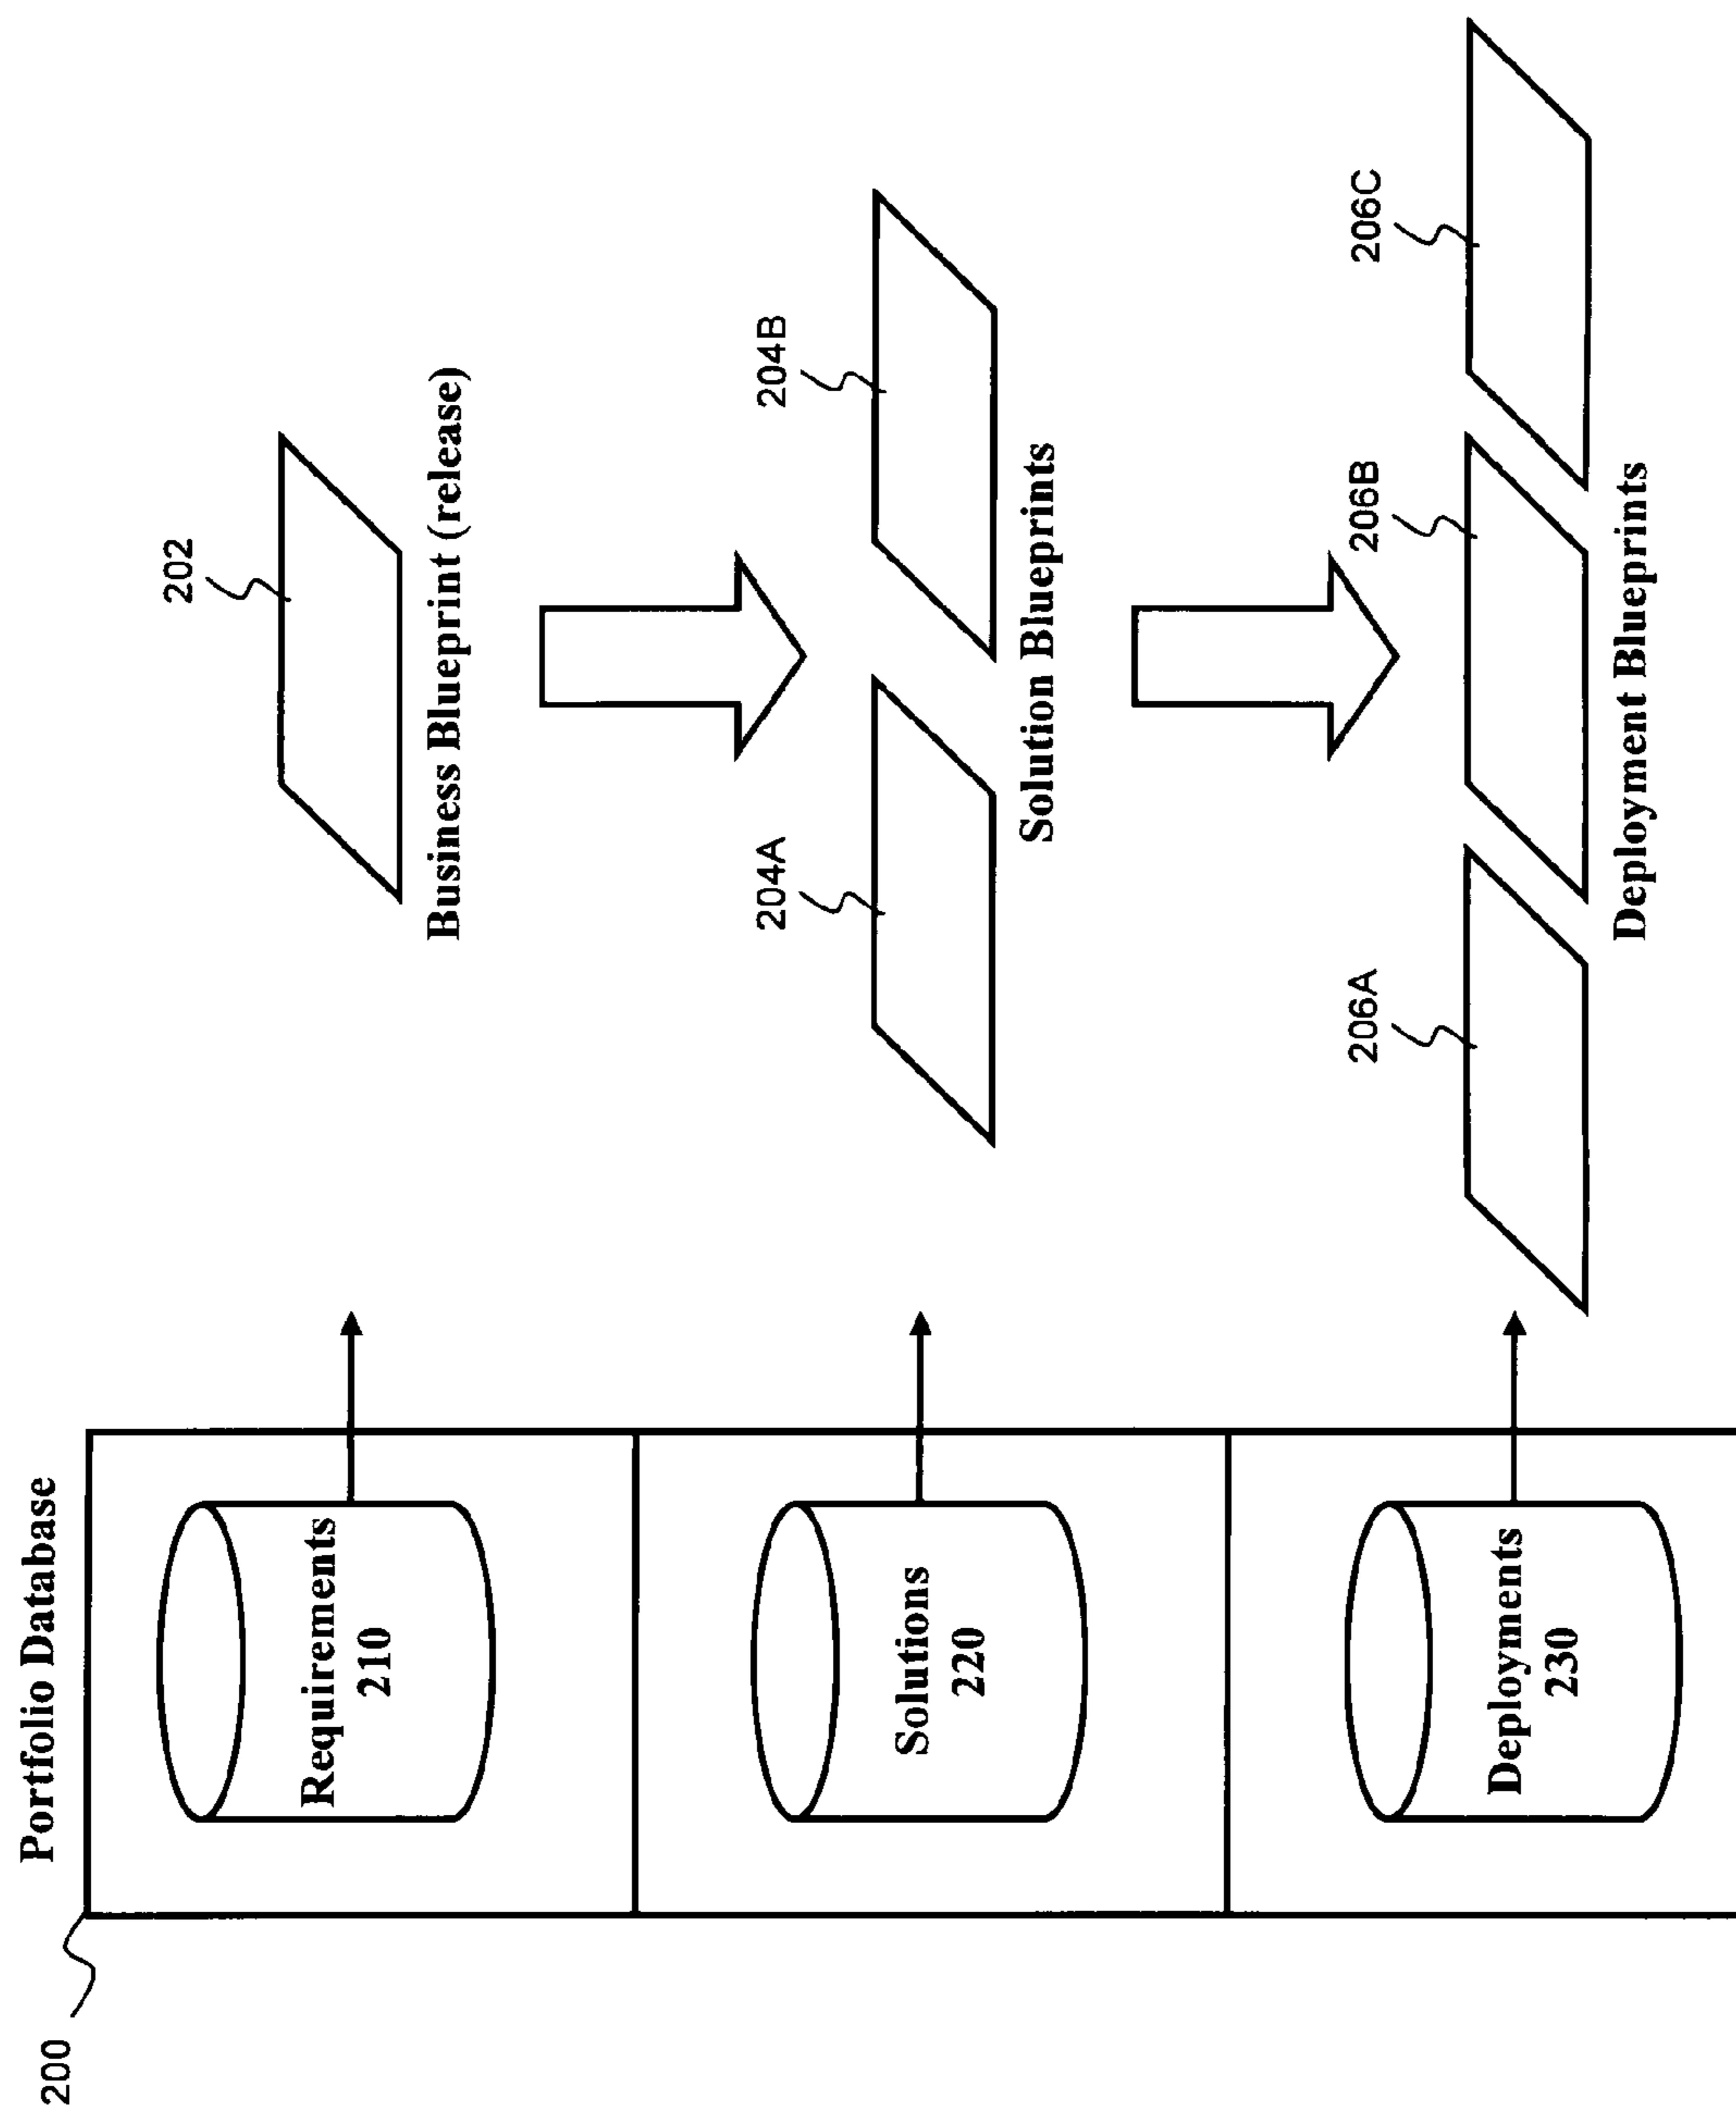 200
Portfolio Database
Requirements
210
202
Business Blueprint (release)
Solutions
220
204A
204B
Solution Blueprints
Deployments
230
206A
206B
206C
Deployment Blueprints